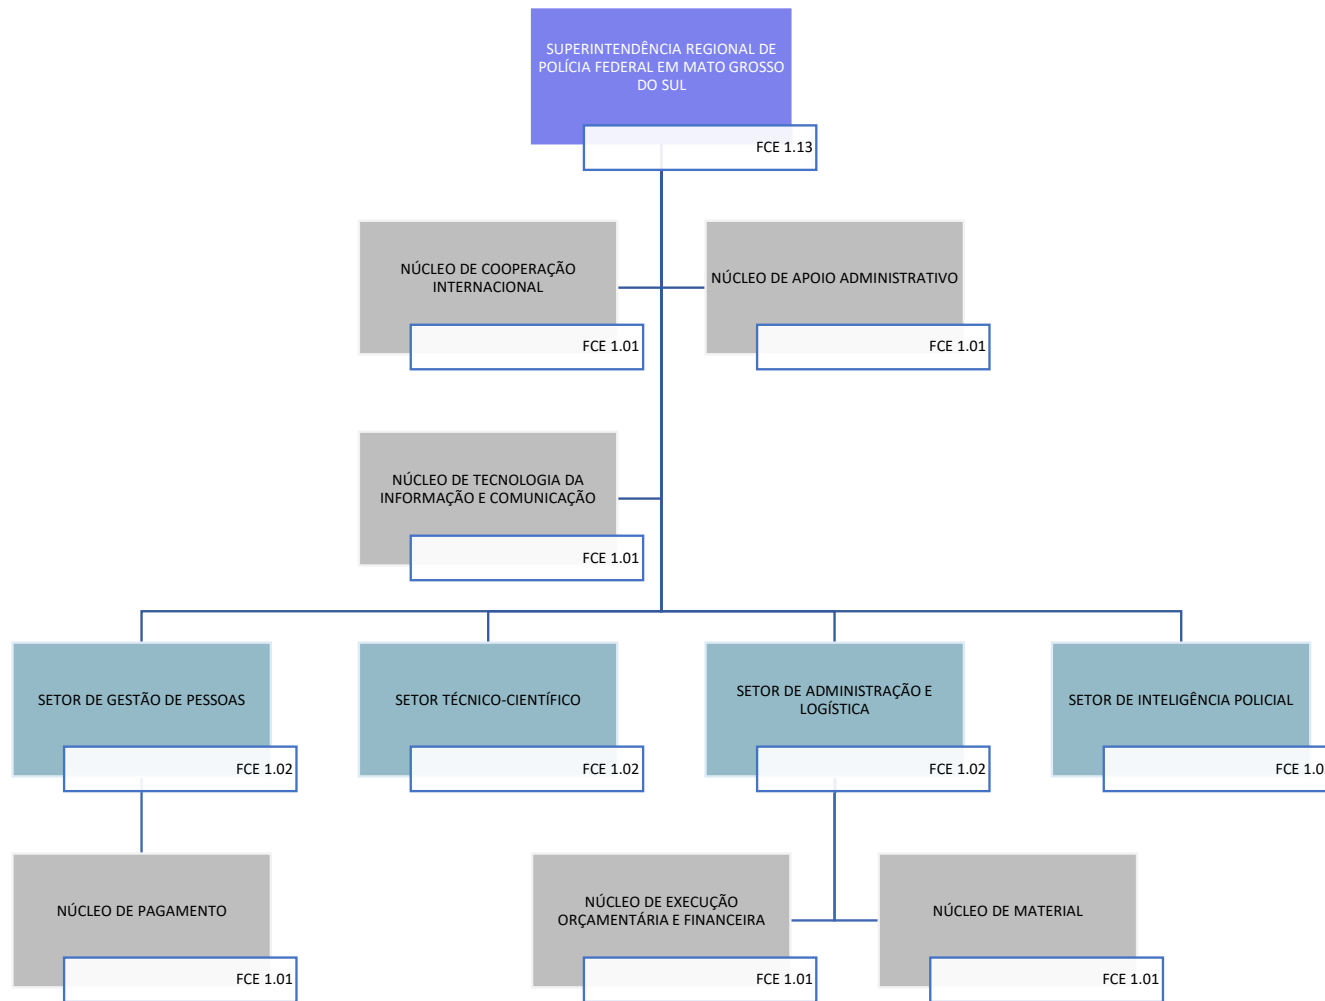 SUPERINTENDÊNCIA REGIONAL DE
POLÍCIA FEDERAL EM MATO GROSSO
DO SUL
FCE 1.13
NÚCLEO DE COOPERAÇÃO
INTERNACIONAL
FCE 1.01
NÚCLEO DE APOIO ADMINISTRATIVO
FCE 1.01
NÚCLEO DE TECNOLOGIA DA
INFORMAÇÃO E COMUNICAÇÃO
FCE 1.01
SETOR DE GESTÃO DE PESSOAS
FCE 1.02
SETOR TÉCNICO-CIENTÍFICO
FCE 1.02
SETOR DE ADMINISTRAÇÃO E
LOGÍSTICA
FCE 1.02
SETOR DE INTELIGÊNCIA POLICIAL
FCE
NÚCLEO DE PAGAMENTO
FCE 1.01
NÚCLEO DE EXECUÇÃO
ORÇAMENTÁRIA E FINANCEIRA
FCE 1.01
NÚCLEO DE MATERIAL
FCE 1.01